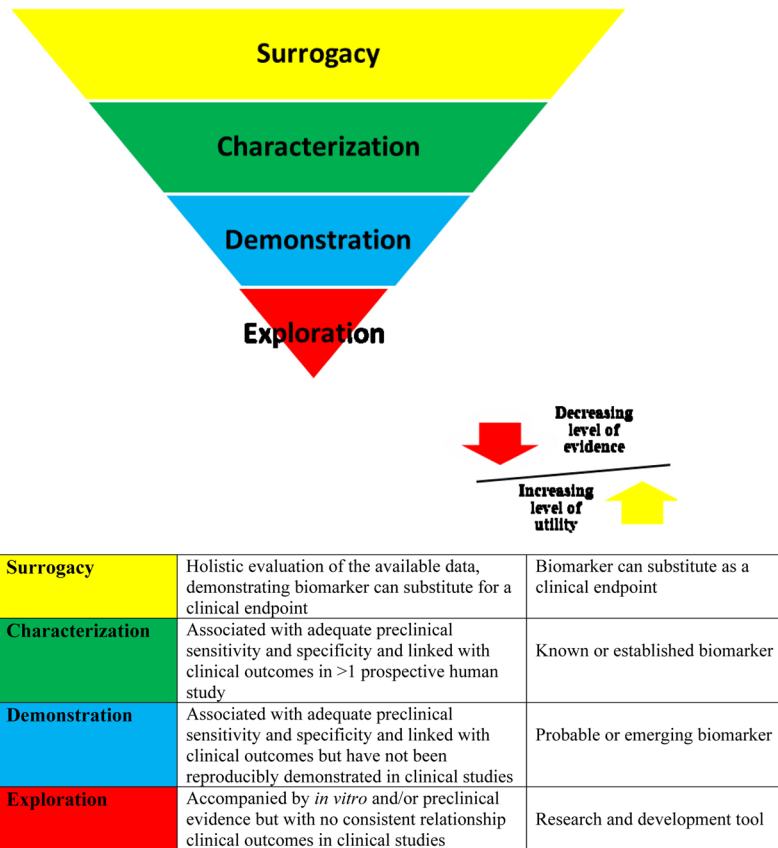 Surrogacy
Characterization
Demonstration
Exploration
Decreasing
level of
evidence
Increasing
level of
utility
Surrogacy
Holistic evaluation of the available data,
demonstrating biomarker can substitute for a
clinical endpoint
Biomarker can substitute as a
clinical endpoint
Characterization
Associated with adequate preclinical
sensitivity and specificity and linked with
clinical outcomes in >1 prospective human
study
Known or established biomarker
Demonstration
Associated with adequate preclinical
sensitivity and specificity and linked with
clinical outcomes but have not been
reproducibly demonstrated in clinical studies
Probable or emerging biomarker
Exploration
Accompanied by in vitro and/or preclinical
evidence but with no consistent relationship
clinical outcomes in clinical studies
Research and development tool